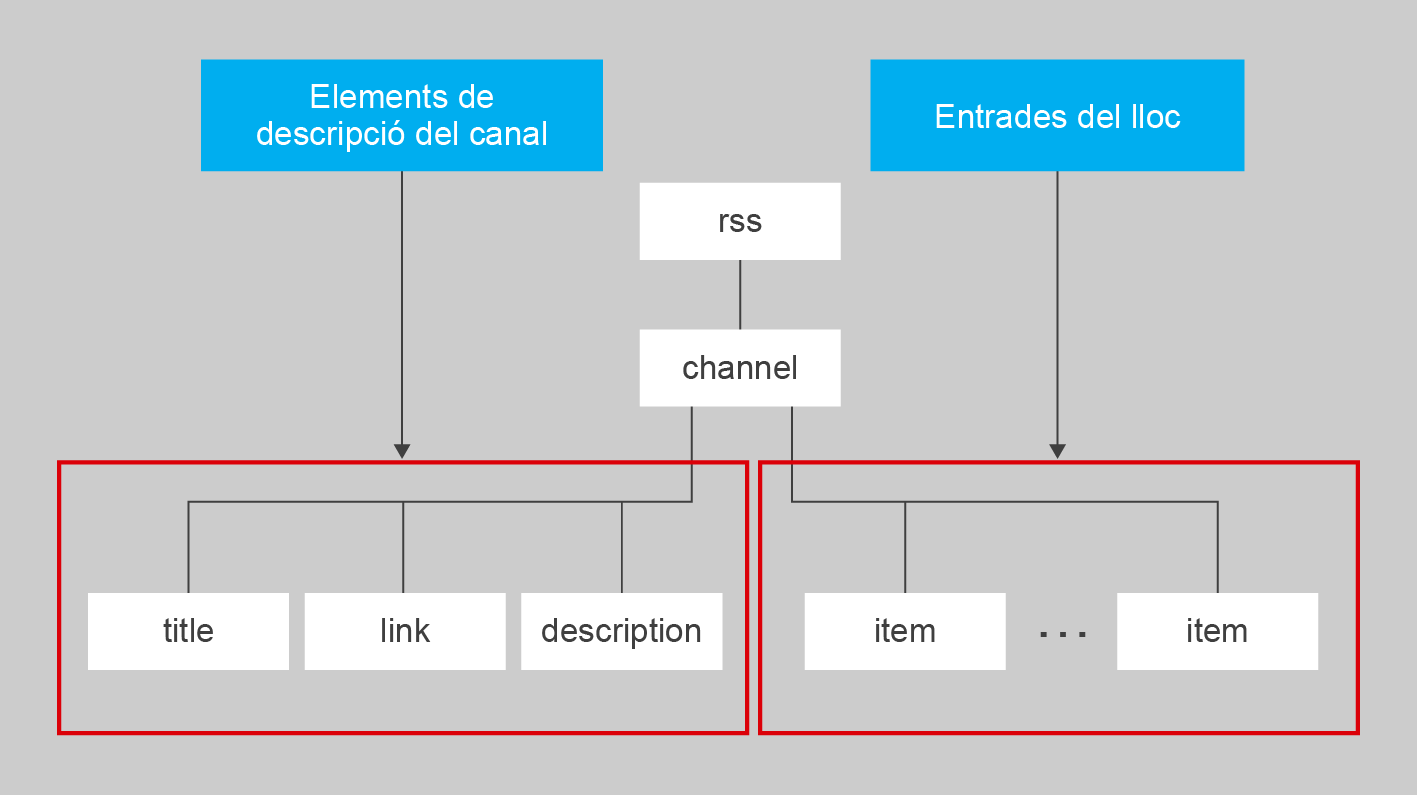 Elements de
descripció del canal
Entrades del lloc
rss
channel
title
link
description
item
...
item